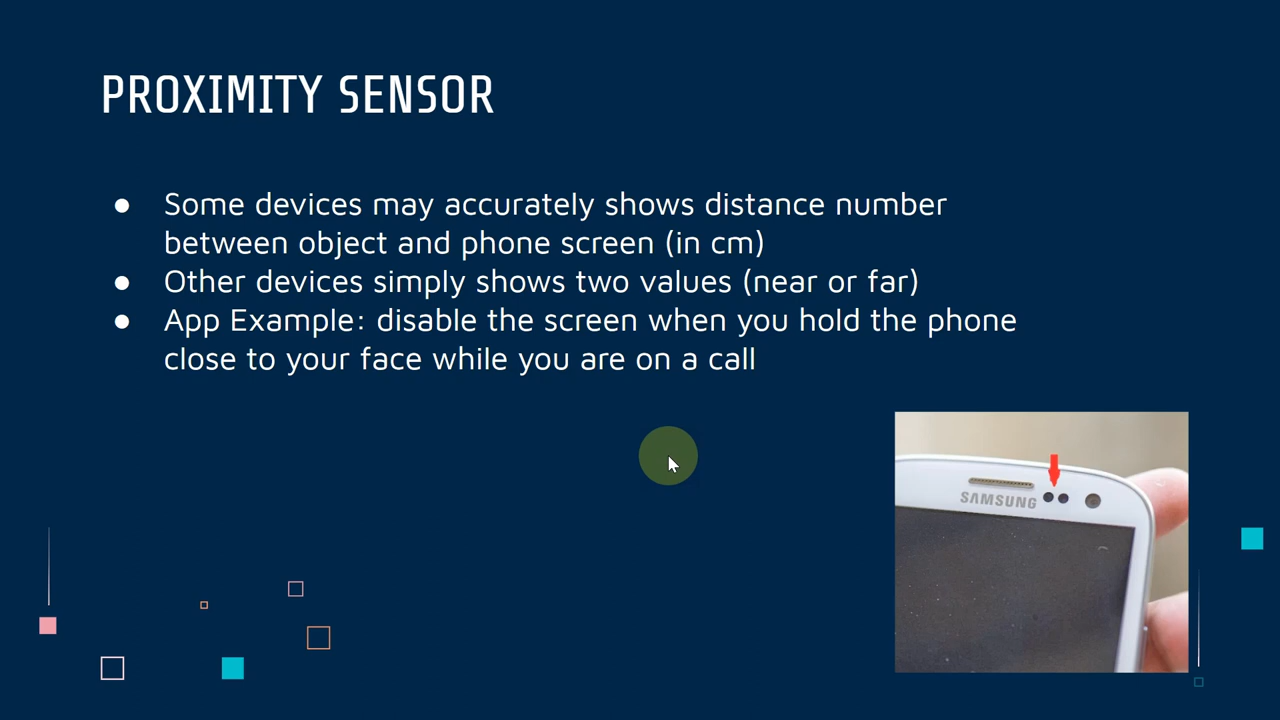 PROXIMITY SENSOR
● Some devices may accurately shows distance number
between object and phone screen (in cm)
● Other devices simply shows two values (near or far)
● App Example: disable the screen when you hold the phone
close to your face while you are on a call
SAMSUNG